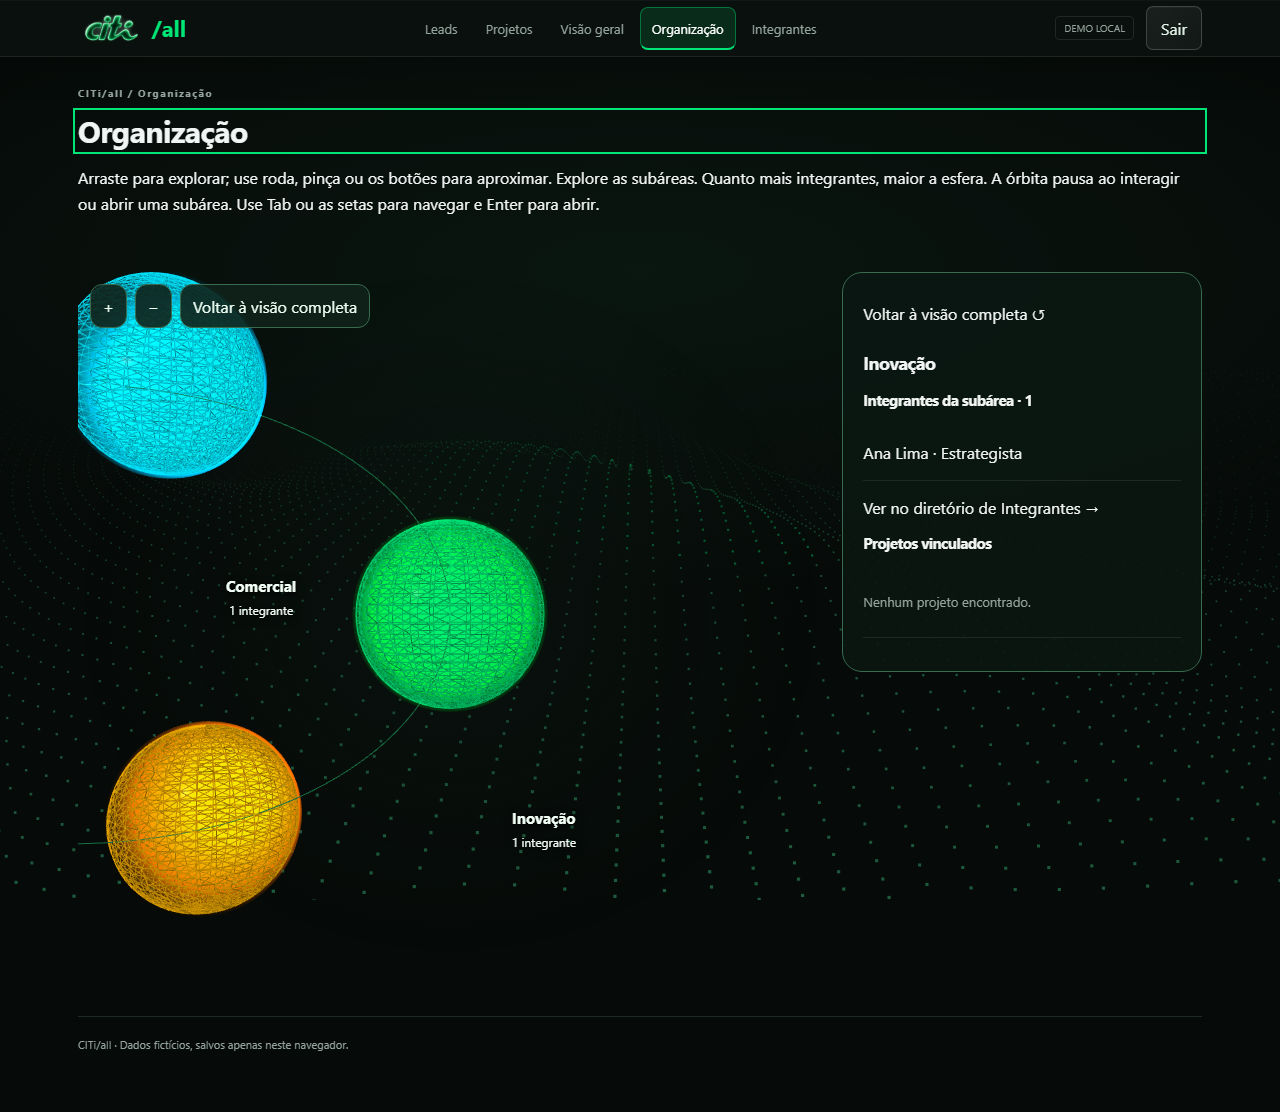 citi /all
Leads
Projetos
Visão geral
Organização
Integrantes
DEMO LOCAL
Sair
CITi/all / Organização
Organização
Arraste para explorar; use roda, pinça ou os botões para aproximar. Explore as subáreas. Quanto mais integrantes, maior a esfera. A órbita pausa ao interagir
ou abrir uma subárea. Use Tab ou as setas para navegar e Enter para abrir.
+
−
Voltar à visão completa
Comercial
1 integrante
Inovação
1 integrante
Voltar à visão completa ↺
Inovação
Integrantes da subárea · 1
Ana Lima · Estrategista
Ver no diretório de Integrantes →
Projetos vinculados
Nenhum projeto encontrado.
CITi/all · Dados fictícios, salvos apenas neste navegador.